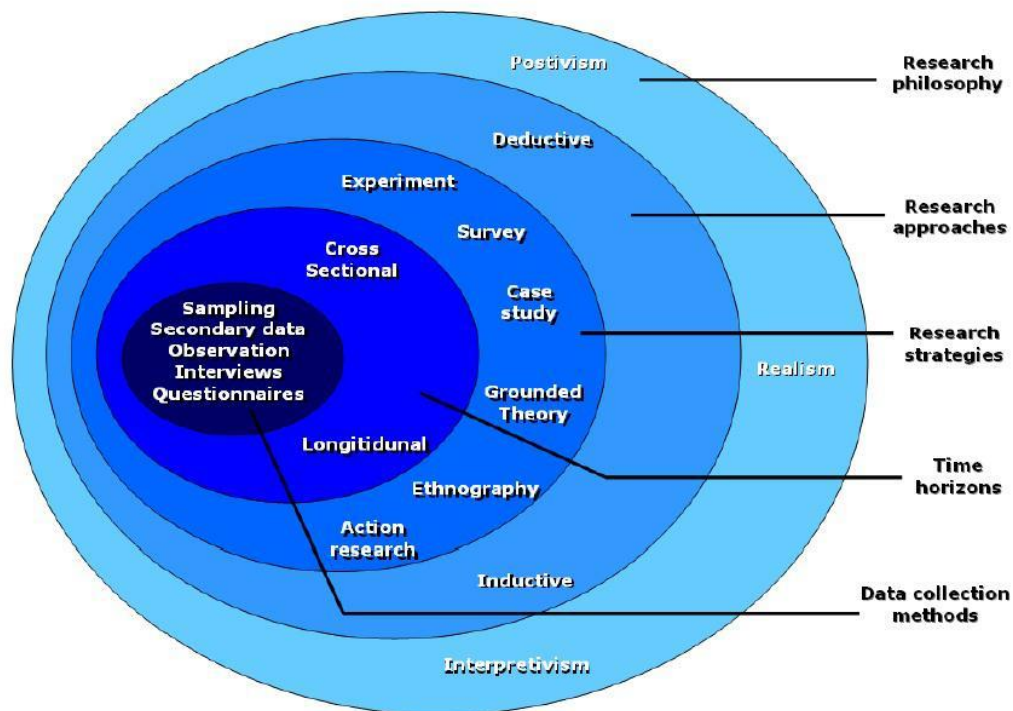 Postivism
Research
philosophy
Deductive
Experiment
Research
approaches
Survey
Cross
Sectional
Case
study
Sampling
Secondary data
Observation
Interviews
Questionnaires
Research
strategies
Realism
Grounded
Theory
Longitidunal
Time
horizons
Ethnography
Action
research
Inductive
Data collection
methods
Interpretivism